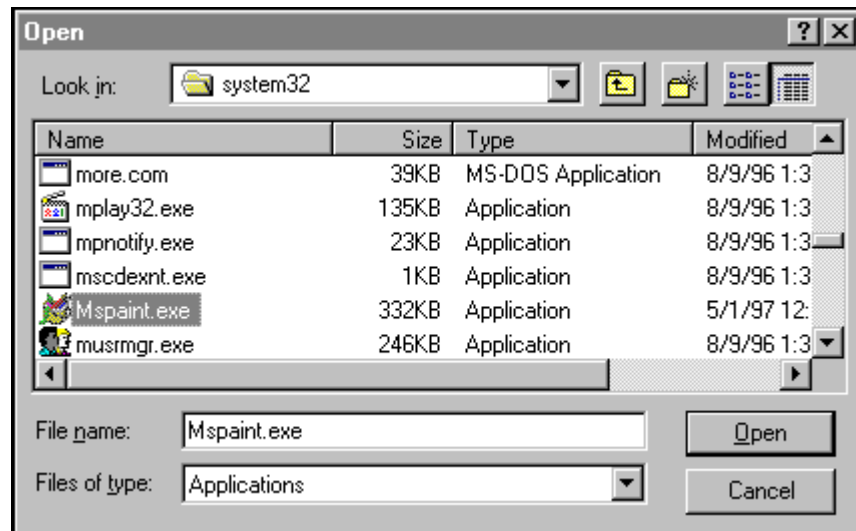 Open
Look in: system32
Name Size Type Modified
more.com 39KB MS-DOS Application 8/9/96 1:3
mplay32.exe 135KB Application 8/9/96 1:3
mpnotify.exe 23KB Application 8/9/96 1:3
mscdexnt.exe 1KB Application 8/9/96 1:3
Mspaint.exe 332KB Application 5/1/97 12:
musrmgr.exe 246KB Application 8/9/96 1:3
File name: Mspaint.exe Open
Files of type: Applications Cancel